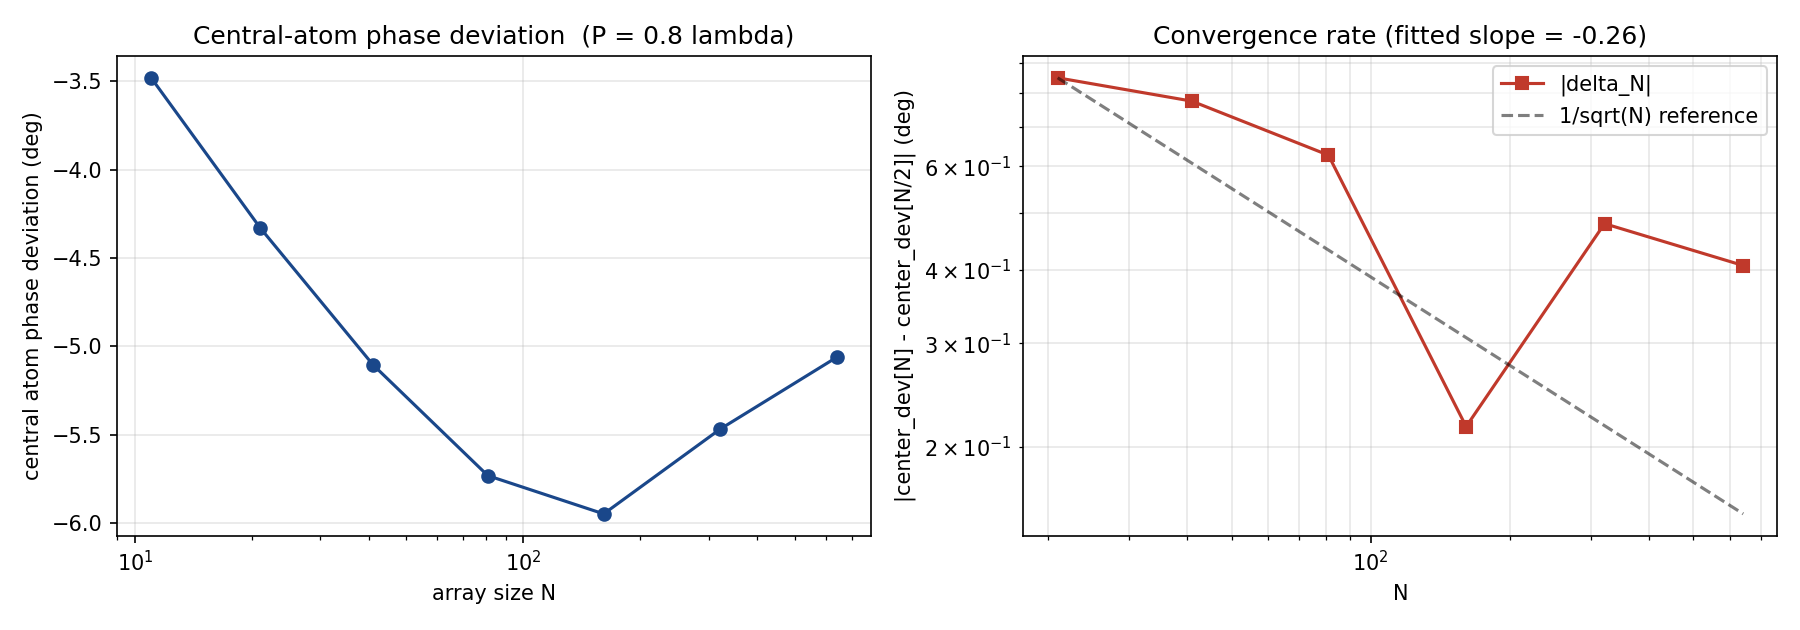 Central-atom phase deviation  (P = 0.8 lambda)
central atom phase deviation (deg)
−3.5
−4.0
−4.5
−5.0
−5.5
−6.0
10¹
10²
array size N
Convergence rate (fitted slope = -0.26)
|center_dev[N] - center_dev[N/2]| (deg)
6 × 10⁻¹
4 × 10⁻¹
3 × 10⁻¹
2 × 10⁻¹
|delta_N|
1/sqrt(N) reference
10²
N